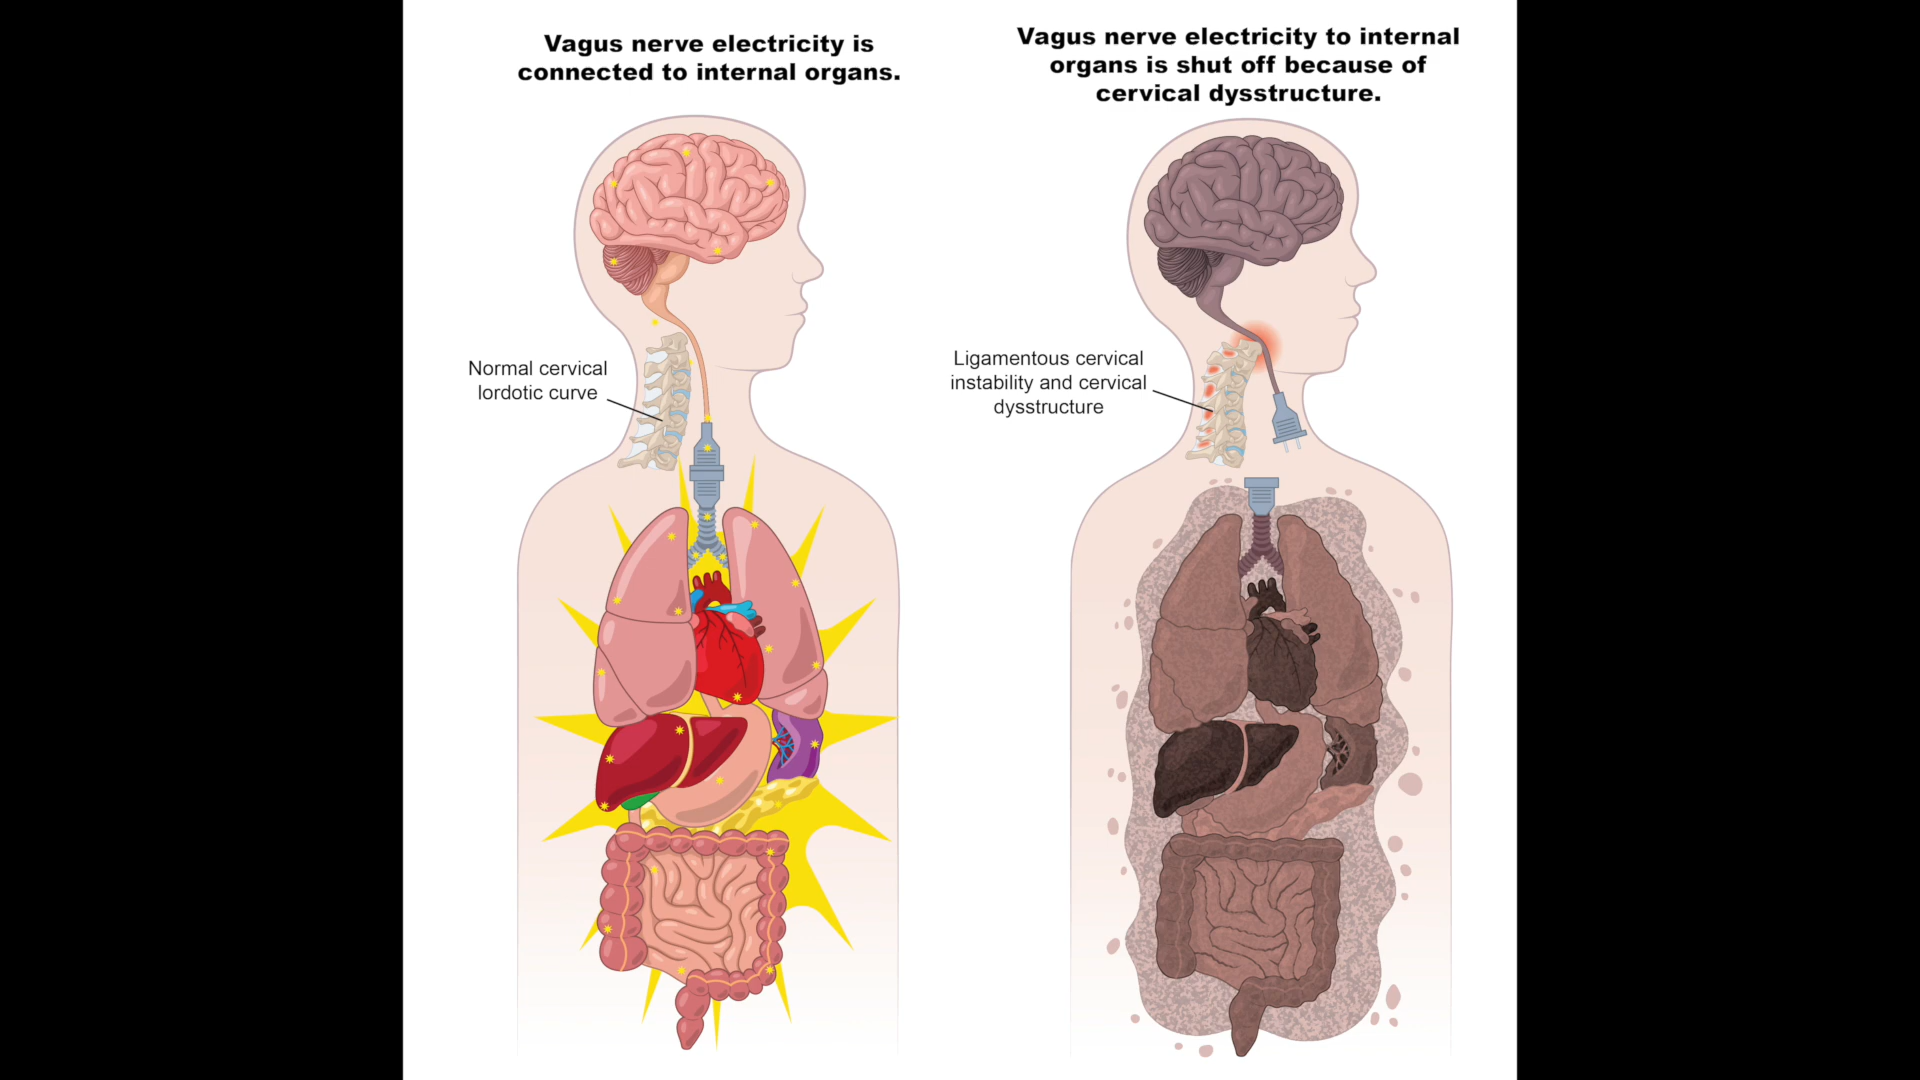 Vagus nerve electricity is
connected to internal organs.
Vagus nerve electricity to internal
organs is shut off because of
cervical dysstructure.
Normal cervical
lordotic curve
Ligamentous cervical
instability and cervical
dysstructure